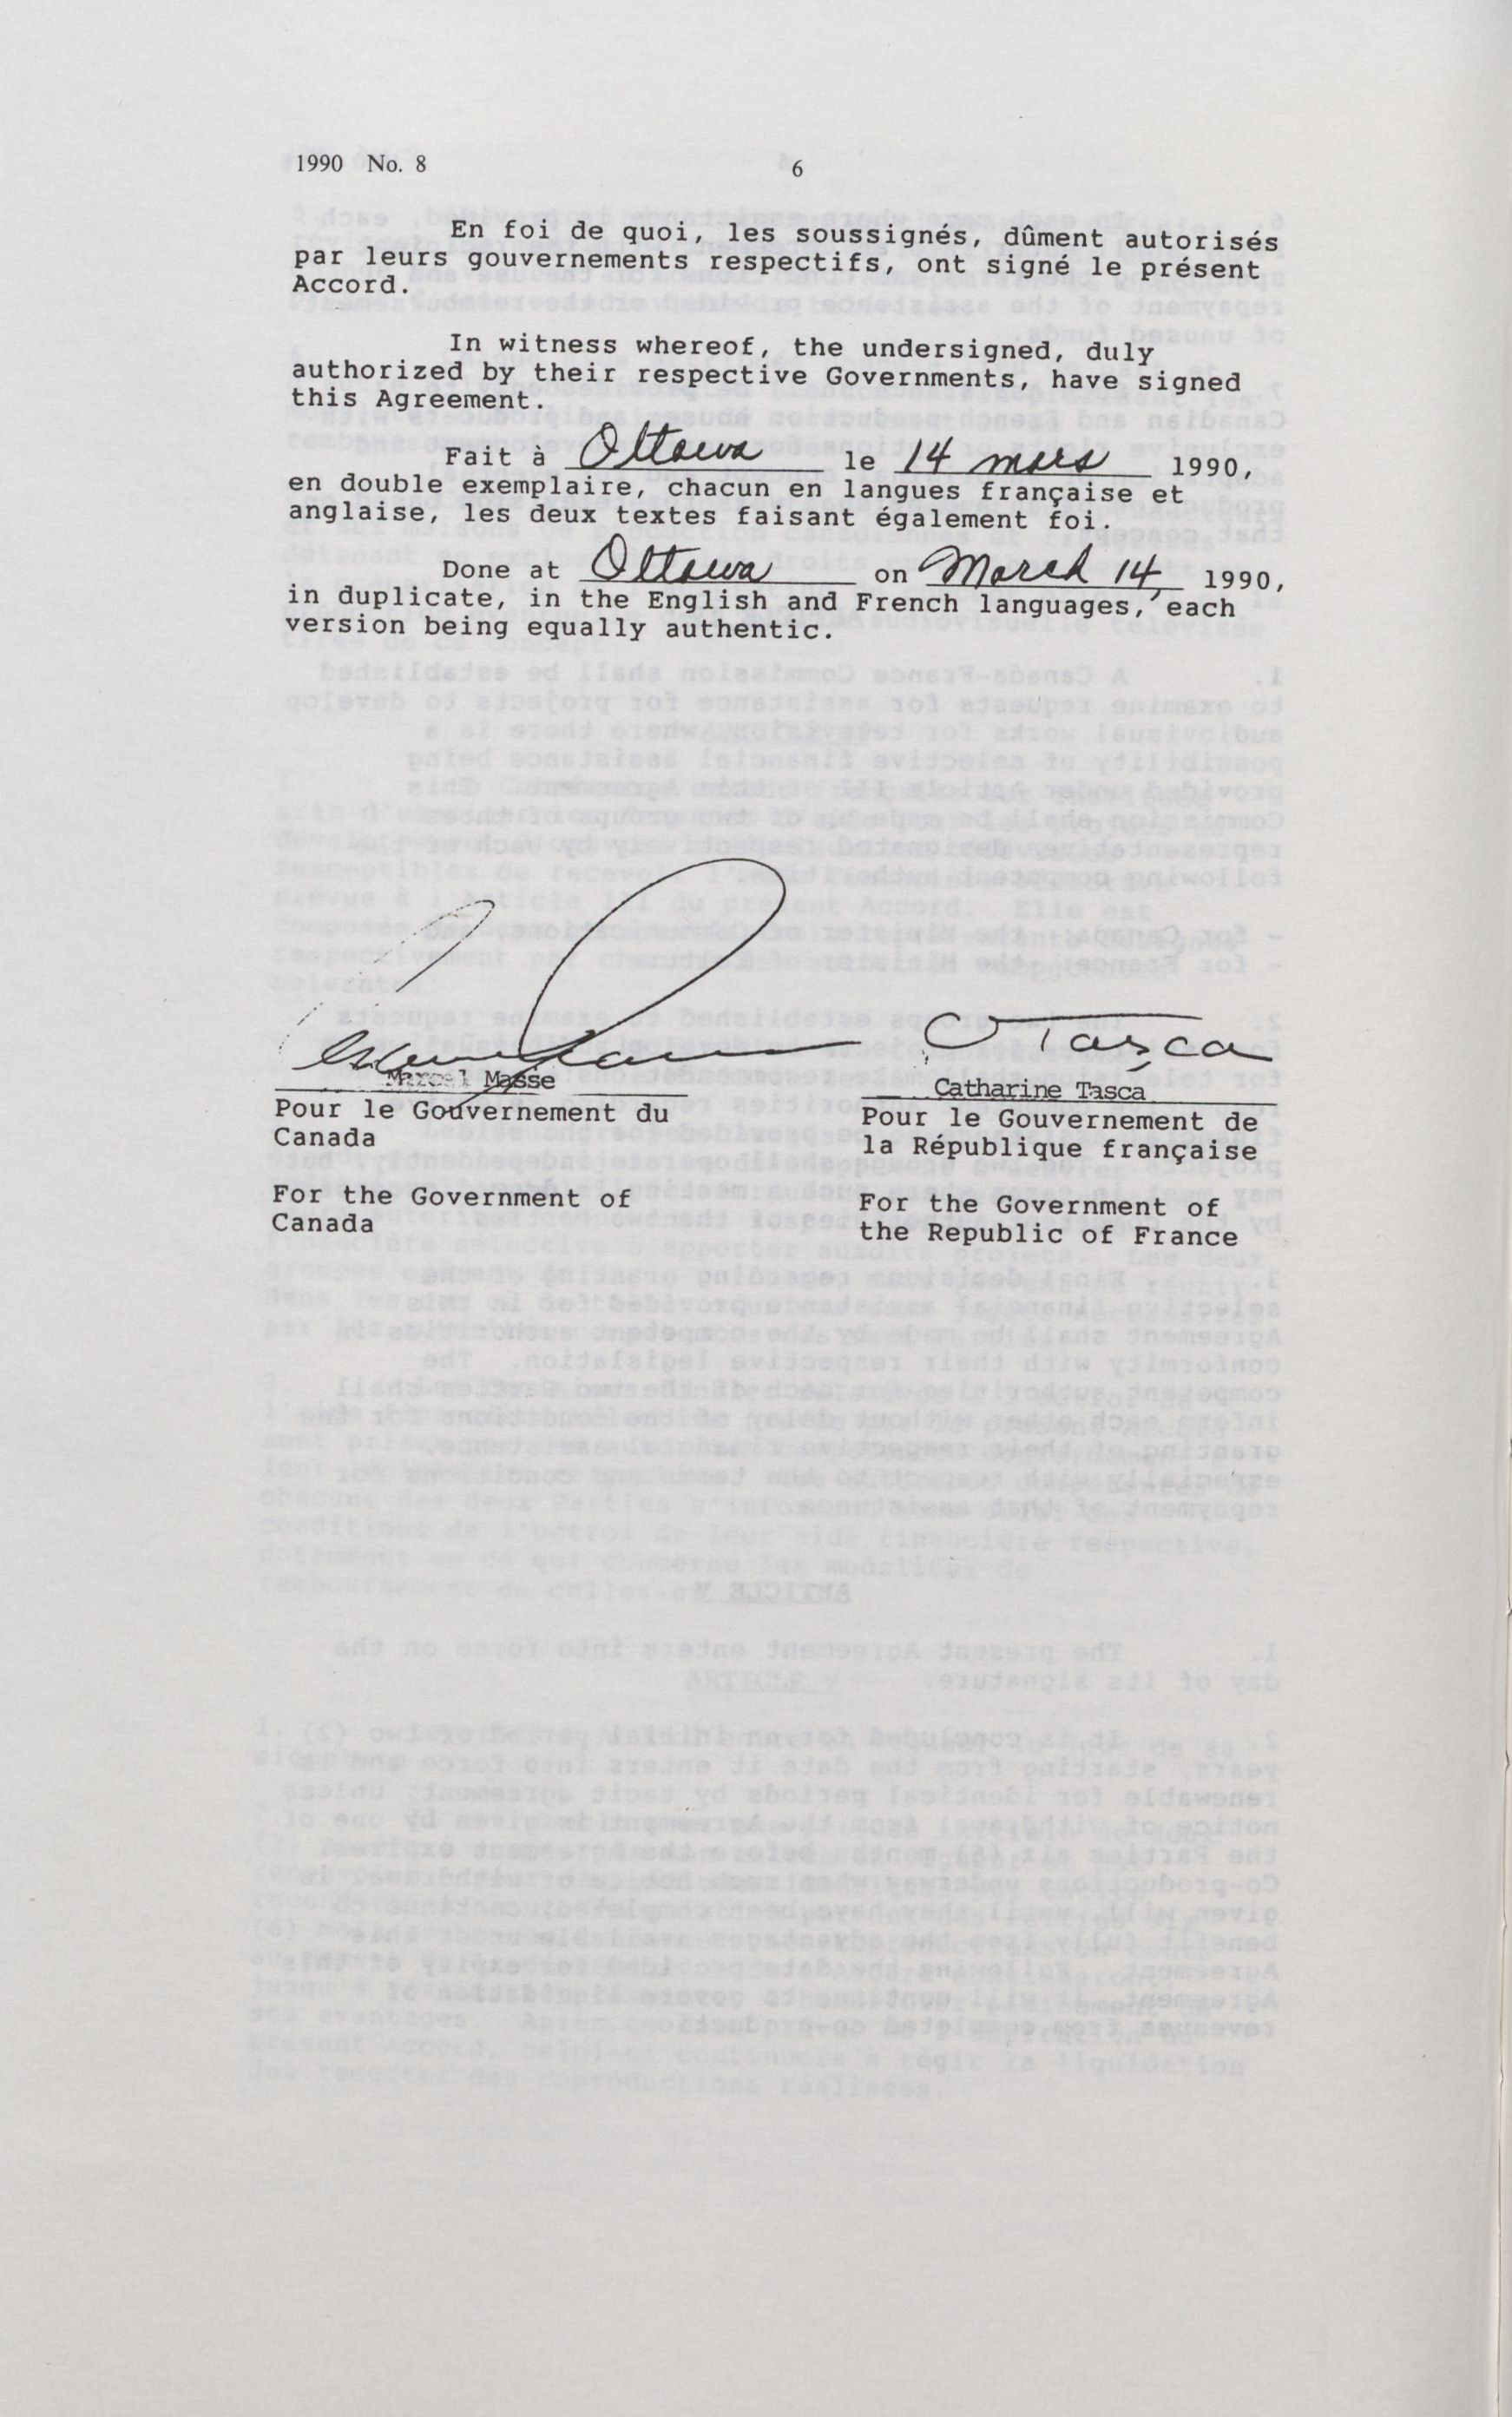 1990 No. 8
6
En foi de quoi, les soussignés, dûment autorisés
par leurs gouvernements respectifs, ont signé le présent
Accord.
In witness whereof, the undersigned, duly
authorized by their respective Governments, have signed
this Agreement.
Fait à Ottawa le 14 mars 1990,
en double exemplaire, chacun en langues française et
anglaise, les deux textes faisant également foi.
Done at Ottawa on March 14, 1990,
in duplicate, in the English and French languages, each
version being equally authentic.
C Tasca
Marcel Masse
Pour le Gouvernement du
Canada
For the Government of
Canada
Catharine Tasca
Pour le Gouvernement de
la République française
For the Government of
the Republic of France